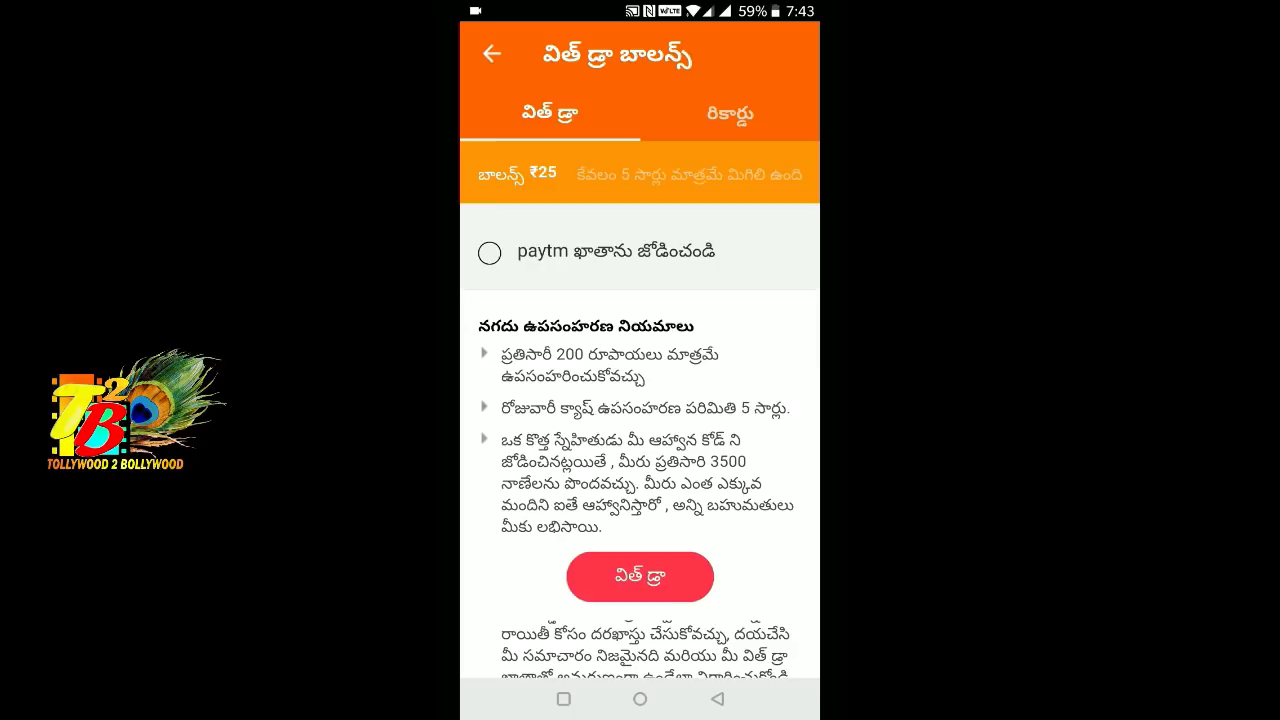 59% 7:43
విత్ డ్రా బాలన్స్
విత్ డ్రా రికార్డు
బాలన్స్ ₹25 కేవలం 5 సార్లు మాత్రమే మిగిలి ఉంది
paytm ఖాతాను జోడించండి
నగదు ఉపసంహరణ నియమాలు
ప్రతిసారీ 200 రూపాయలు మాత్రమే
ఉపసంహరించుకోవచ్చు
రోజువారీ క్యాష్ ఉపసంహరణ పరిమితి 5 సార్లు.
ఒక కొత్త స్నేహితుడు మీ ఆహ్వాన కోడ్ ని
జోడించినట్లయితే , మీరు ప్రతిసారి 3500
నాణేలను పొందవచ్చు. మీరు ఎంత ఎక్కువ
మందిని ఐతే ఆహ్వానిస్తారో , అన్ని బహుమతులు
మీకు లభిసాయి.
విత్ డ్రా
రాయితీ కోసం దరఖాస్తు చేసుకోవచ్చు, దయచేసి
మీ సమాచారం నిజమైనది మరియు మీ విత్ డ్రా
T2B
TOLLYWOOD 2 BOLLYWOOD